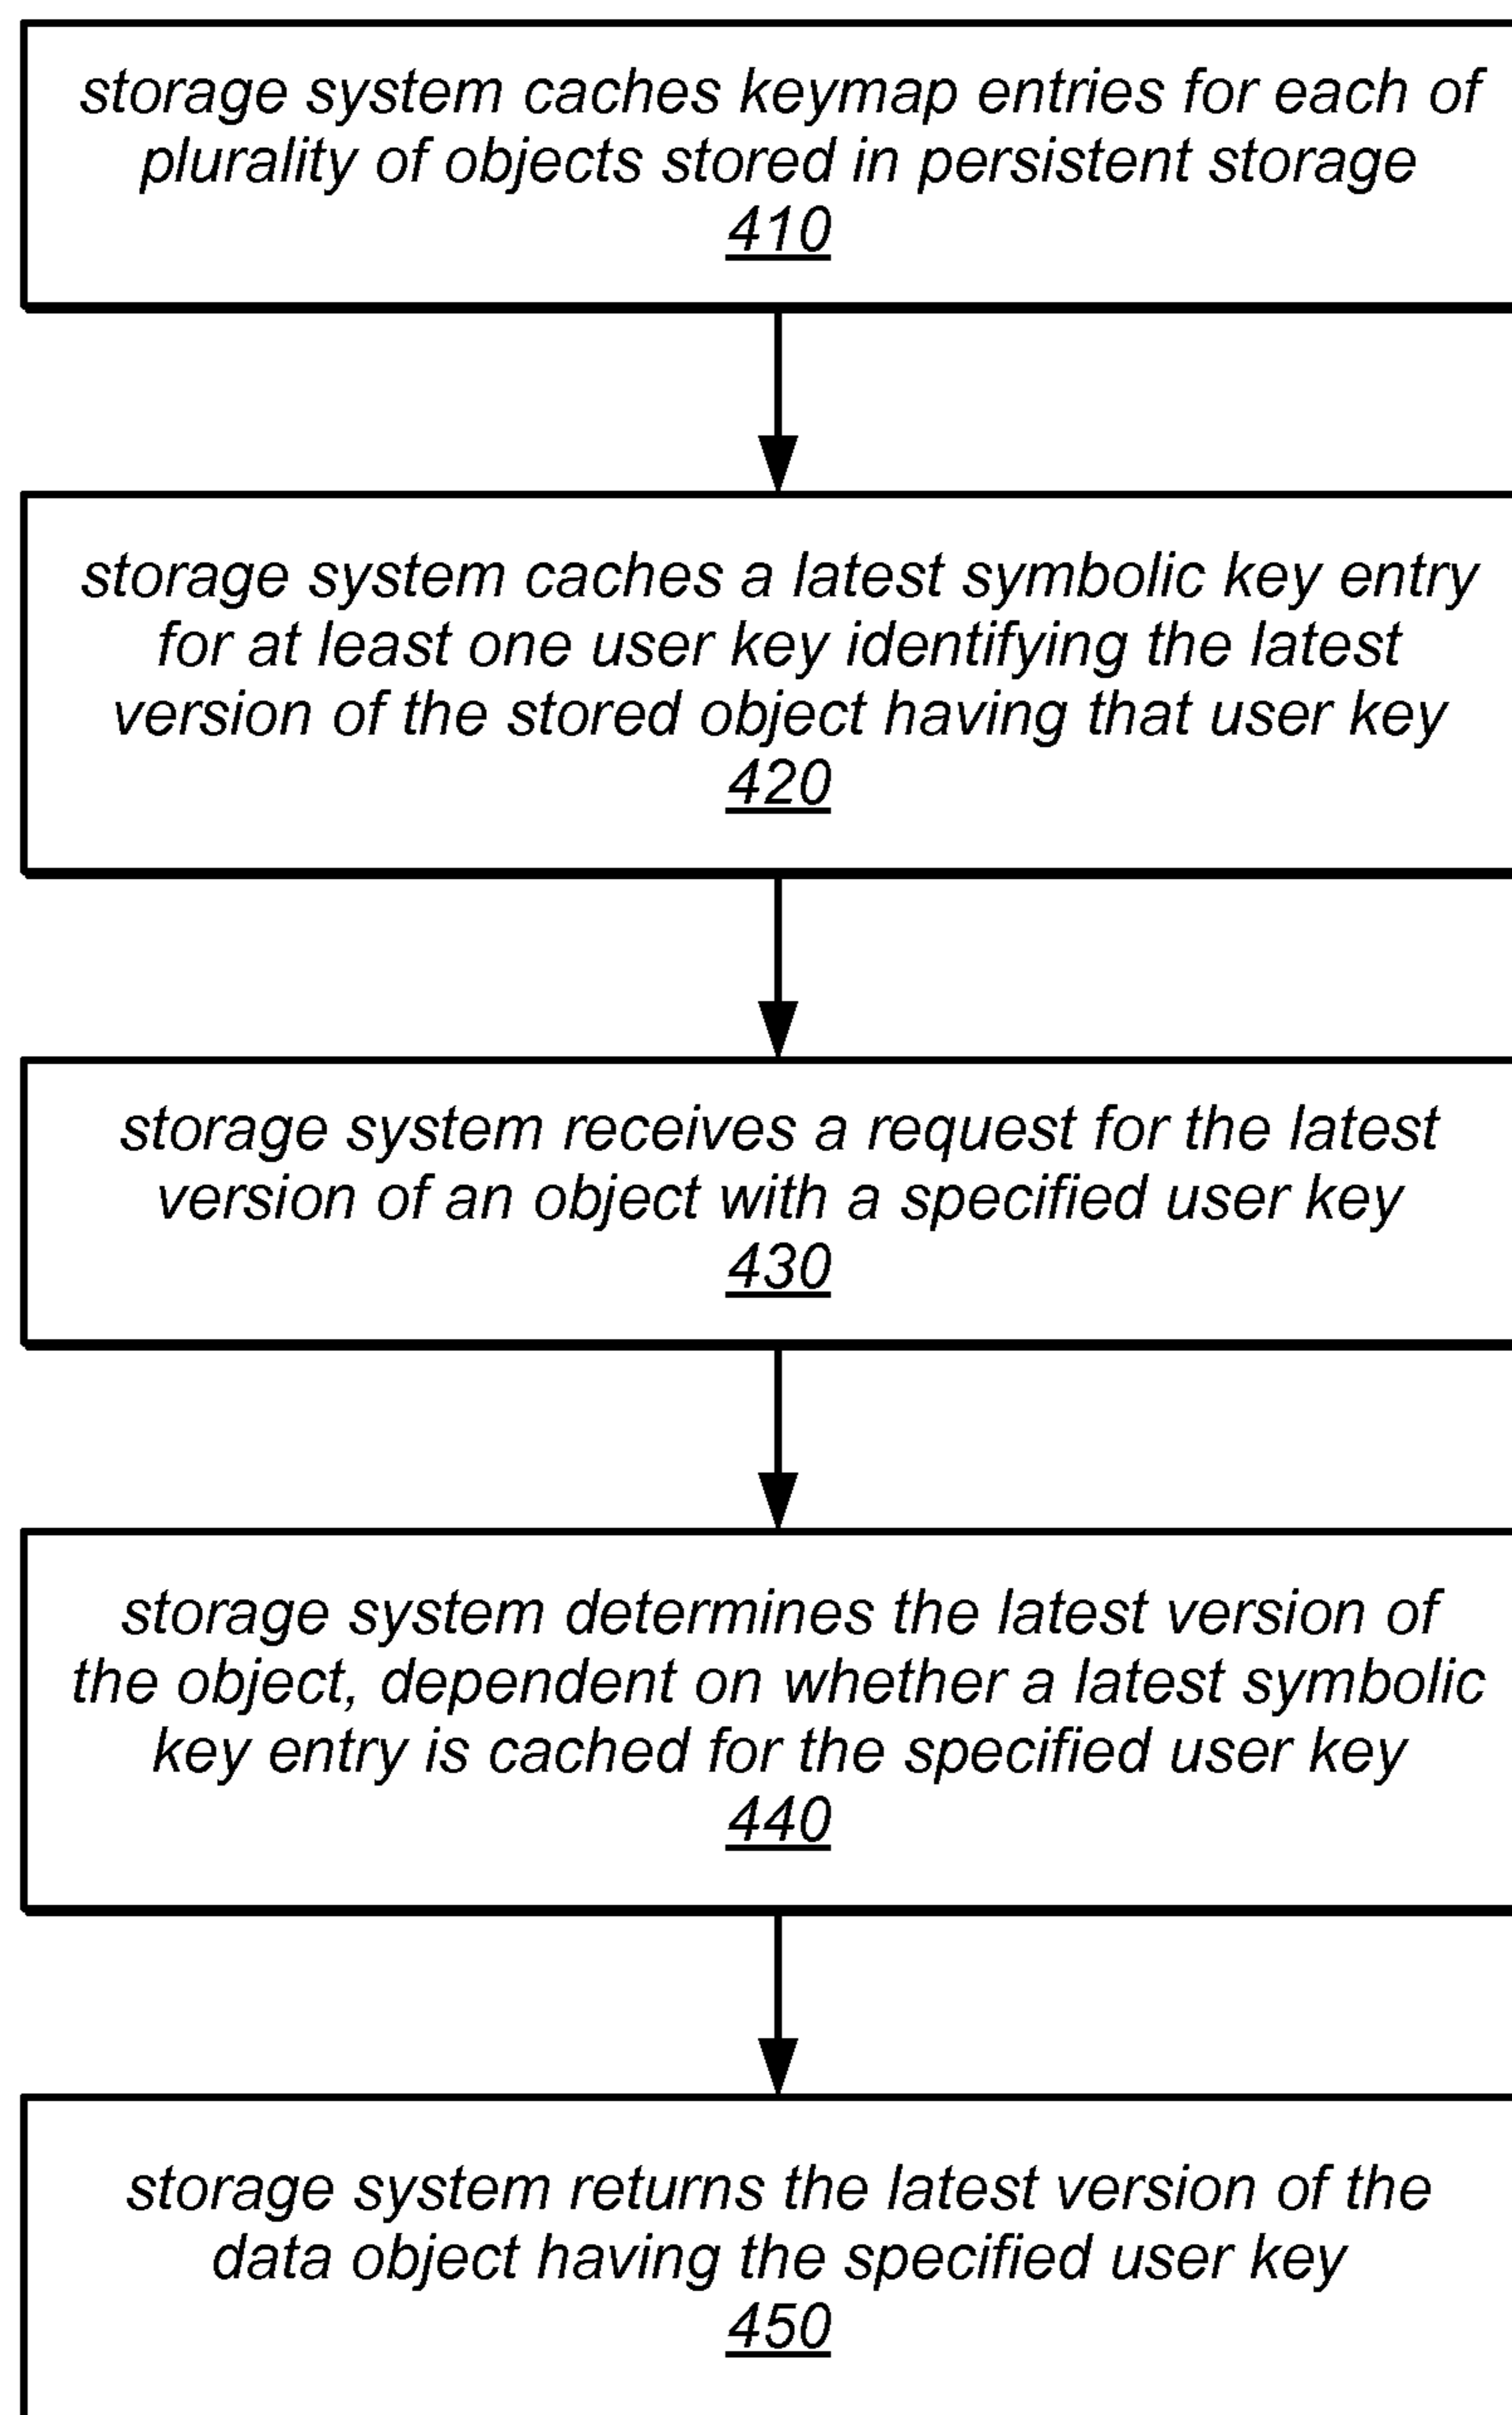 storage system caches keymap entries for each of
plurality of objects stored in persistent storage
410
storage system caches a latest symbolic key entry
for at least one user key identifying the latest
version of the stored object having that user key
420
storage system receives a request for the latest
version of an object with a specified user key
430
storage system determines the latest version of
the object, dependent on whether a latest symbolic
key entry is cached for the specified user key
440
storage system returns the latest version of the
data object having the specified user key
450